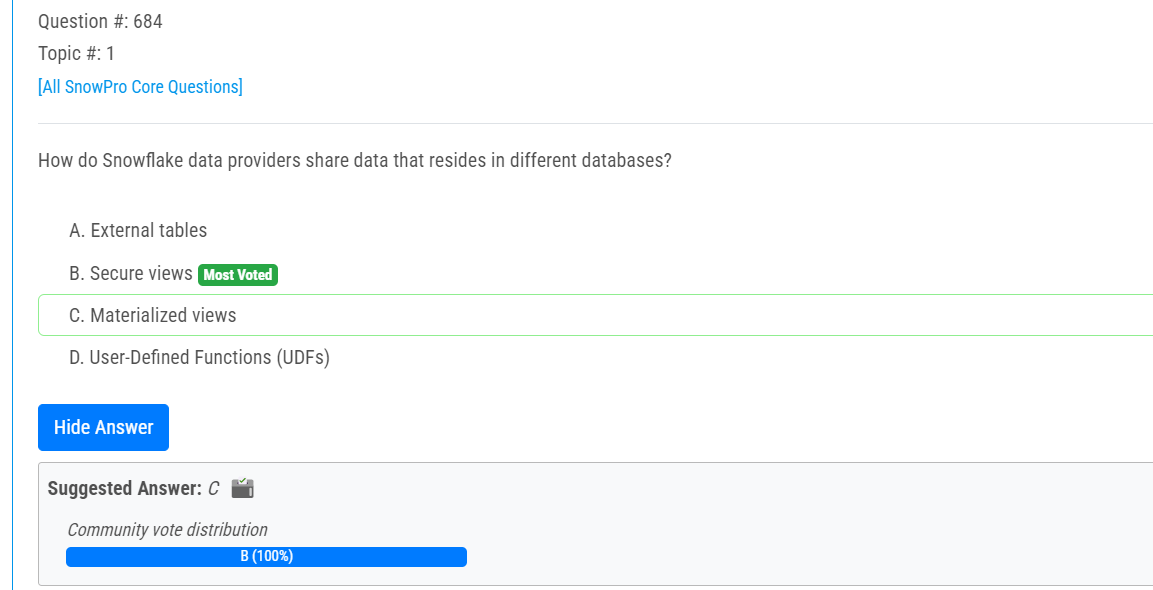 Question #: 684
Topic #: 1
[All SnowPro Core Questions]
How do Snowflake data providers share data that resides in different databases?
A. External tables
B. Secure views Most Voted
C. Materialized views
D. User-Defined Functions (UDFs)
Hide Answer
Suggested Answer: C
Community vote distribution
B (100%)